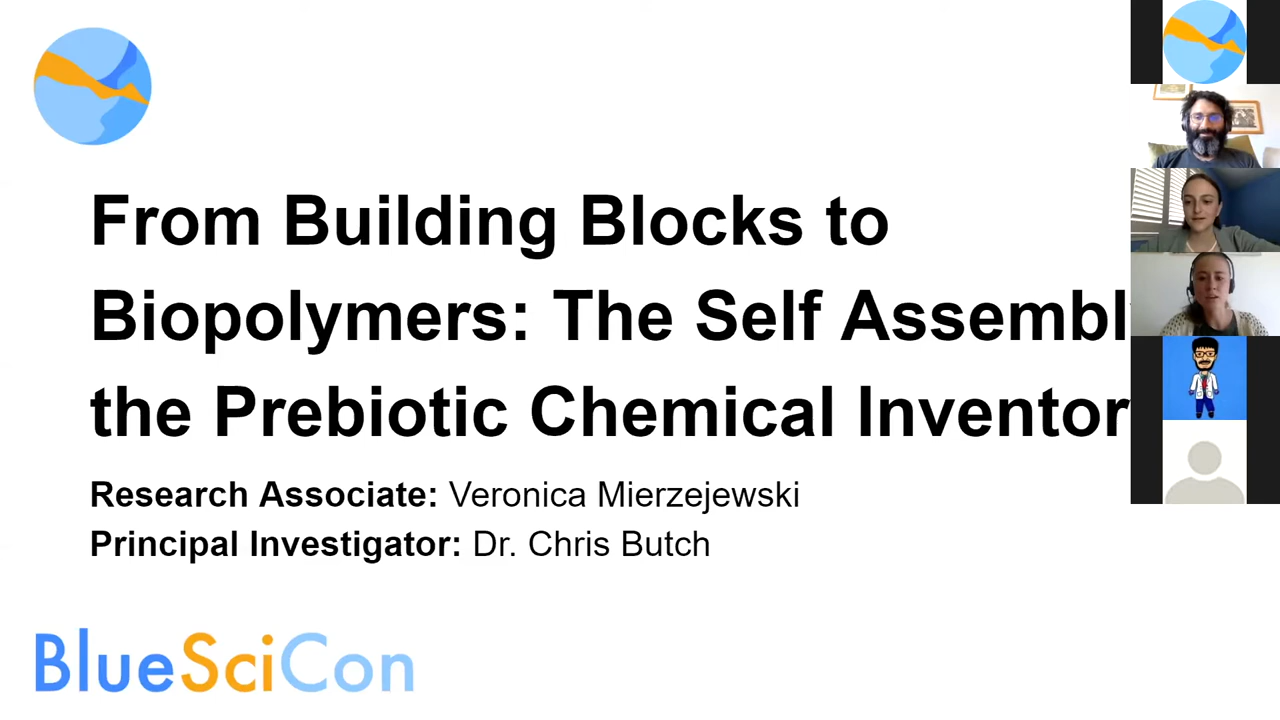 From Building Blocks to
Biopolymers: The Self Assembl
the Prebiotic Chemical Inventor
Research Associate: Veronica Mierzejewski
Principal Investigator: Dr. Chris Butch
BlueSciCon